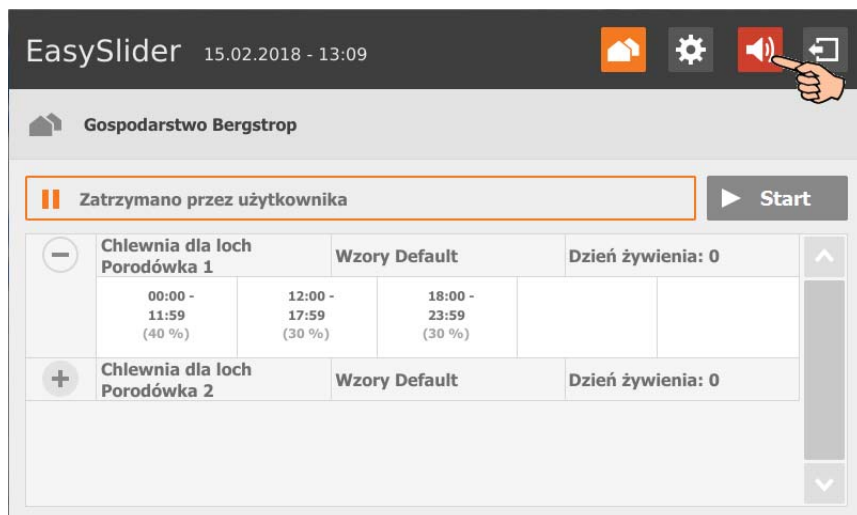 EasySlider 15.02.2018 - 13:09
Gospodarstwo Bergstrop
Zatrzymano przez użytkownika
Start
Chlewnia dla loch
Porodówka 1
Wzory Default
Dzień żywienia: 0
00:00 -
11:59
(40 %)
12:00 -
17:59
(30 %)
18:00 -
23:59
(30 %)
Chlewnia dla loch
Porodówka 2
Wzory Default
Dzień żywienia: 0